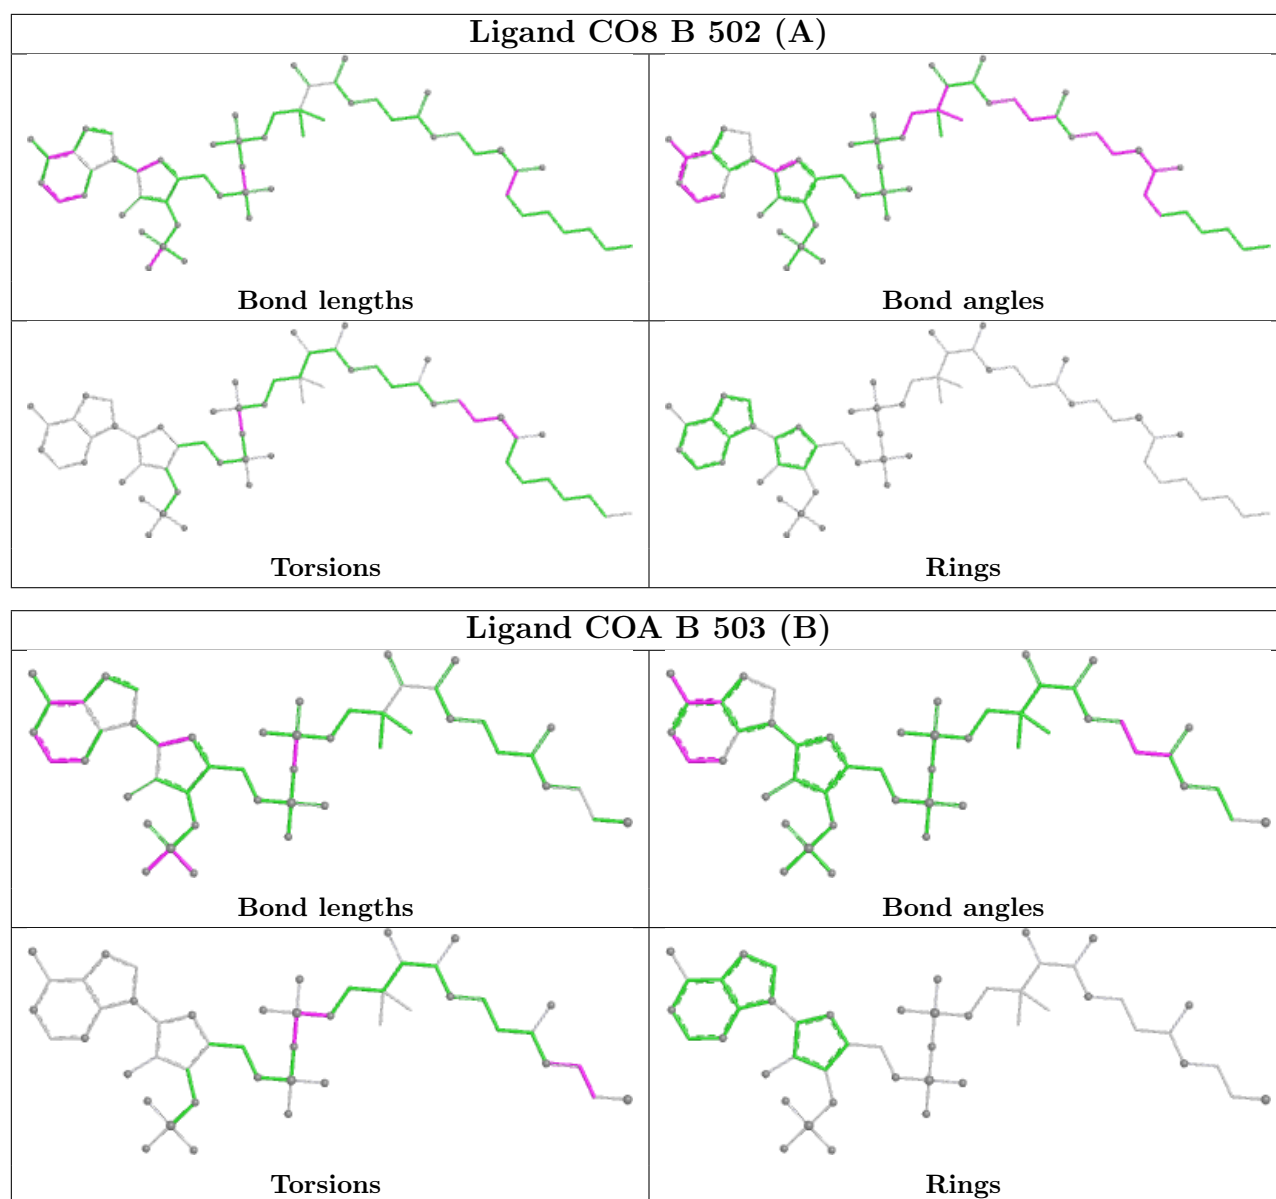 Ligand CO8 B 502 (A)
Bond lengths
Bond angles
Torsions
Rings
Ligand COA B 503 (B)
Bond lengths
Bond angles
Torsions
Rings